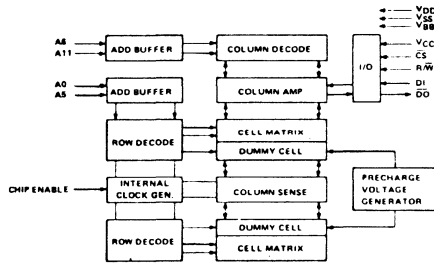 VDD
VSS
VBB
A6
A11
ADD BUFFER
COLUMN DECODE
I/O
VCC
C̅S̅
R/W̅
DI
D̅O̅
A0
A5
ADD BUFFER
COLUMN AMP
ROW DECODE
CELL MATRIX
DUMMY CELL
CHIP ENABLE
INTERNAL
CLOCK GEN.
COLUMN SENSE
PRECHARGE
VOLTAGE
GENERATOR
ROW DECODE
DUMMY CELL
CELL MATRIX